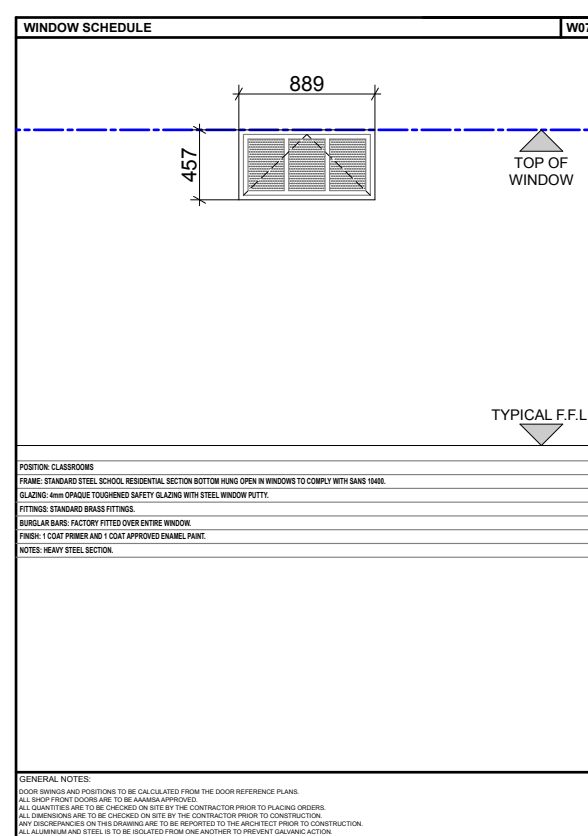 WINDOW SCHEDULE
W07
889
457
TOP OF
WINDOW
TYPICAL F.F.L
POSITION: CLASSROOMS
FRAME: STANDARD STEEL SCHOOL RESIDENTIAL SECTION BOTTOM HUNG OPEN IN WINDOWS TO COMPLY WITH SANS 10400.
GLAZING: 4mm OPAQUE TOUGHENED SAFETY GLAZING WITH STEEL WINDOW PUTTY.
FITTINGS: STANDARD BRASS FITTINGS.
BURGLAR BARS: FACTORY FITTED OVER ENTIRE WINDOW.
FINISH: 1 COAT PRIMER AND 1 COAT APPROVED ENAMEL PAINT.
NOTES: HEAVY STEEL SECTION.
GENERAL NOTES:
DOOR SWINGS AND POSITIONS TO BE CALCULATED FROM THE DOOR REFERENCE PLANS.
ALL SHOP FRONT DOORS ARE TO BE AAAMSA APPROVED.
ALL QUANTITIES ARE TO BE CHECKED ON SITE BY THE CONTRACTOR PRIOR TO PLACING ORDERS.
ALL DIMENSIONS ARE TO BE CHECKED ON SITE BY THE CONTRACTOR PRIOR TO CONSTRUCTION.
ANY DISCREPANCIES ON THIS DRAWING ARE TO BE REPORTED TO THE ARCHITECT PRIOR TO CONSTRUCTION.
ALL ALUMINIUM AND STEEL IS TO BE ISOLATED FROM ONE ANOTHER TO PREVENT GALVANIC ACTION.